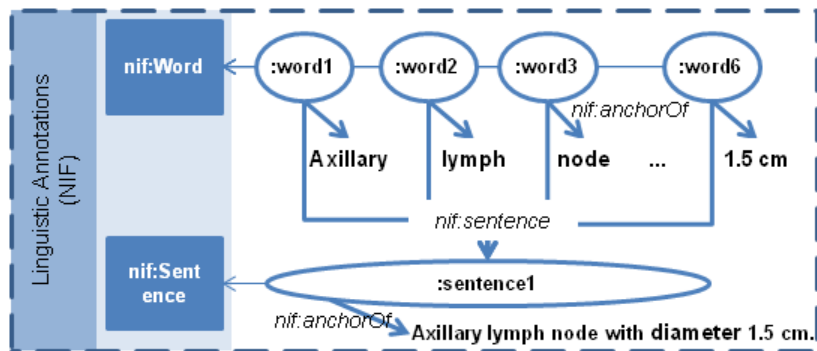 Linguistic Annotations
(NIF)
nif:Word
:word1
:word2
:word3
:word6
nif:anchorOf
Axillary
lymph
node
...
1.5 cm
nif:sentence
nif:Sent
ence
:sentence1
nif:anchorOf
Axillary lymph node with diameter 1.5 cm.